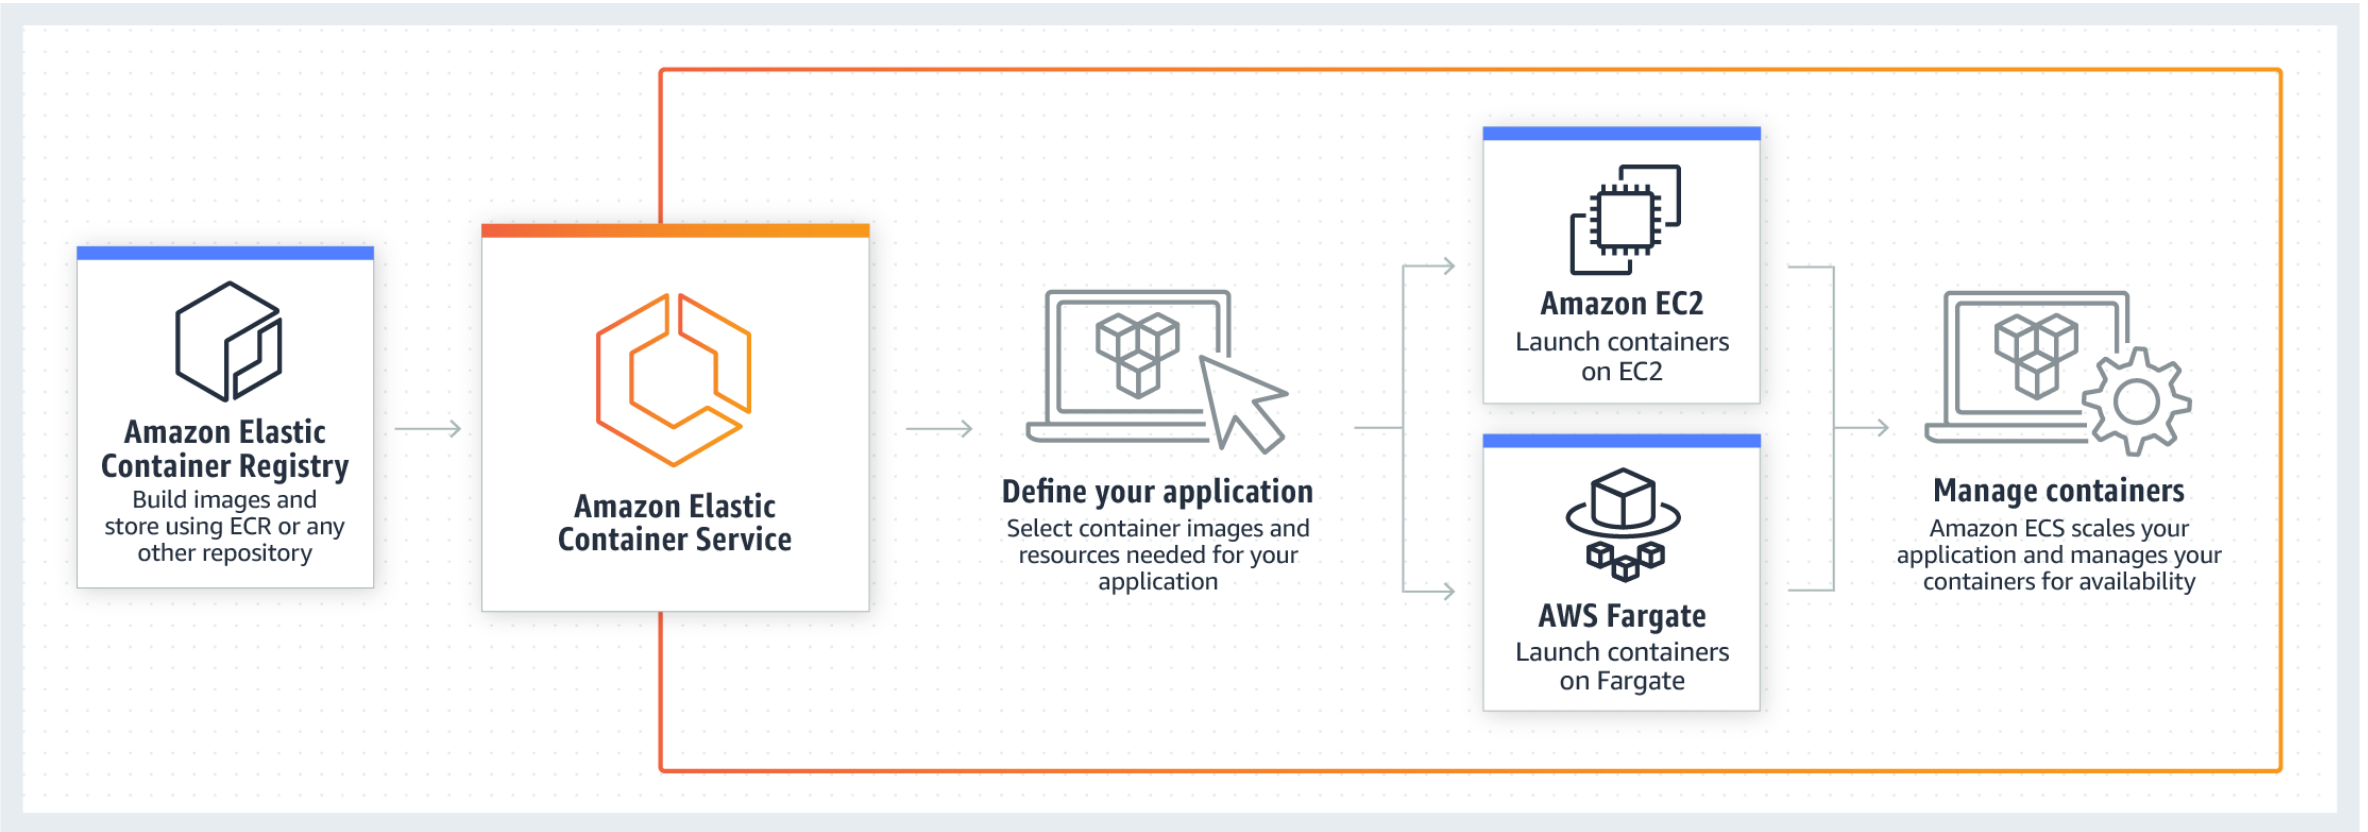 Amazon Elastic
Container Registry
Build images and
store using ECR or any
other repository
Amazon Elastic
Container Service
Define your application
Select container images and
resources needed for your
application
Amazon EC2
Launch containers
on EC2
AWS Fargate
Launch containers
on Fargate
Manage containers
Amazon ECS scales your
application and manages your
containers for availability